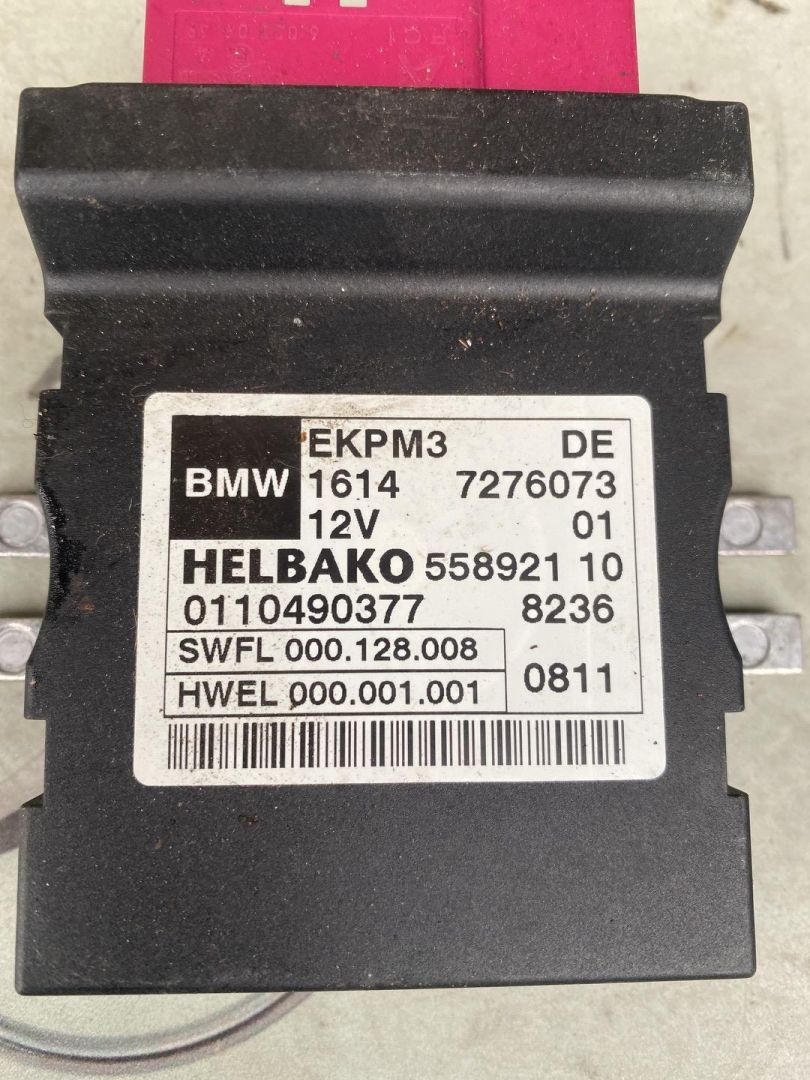 BMW
EKPM3 DE
1614 7276073
12V 01
HELBAKO 558921 10
0110490377 8236
SWFL 000.128.008
HWEL 000.001.001 0811